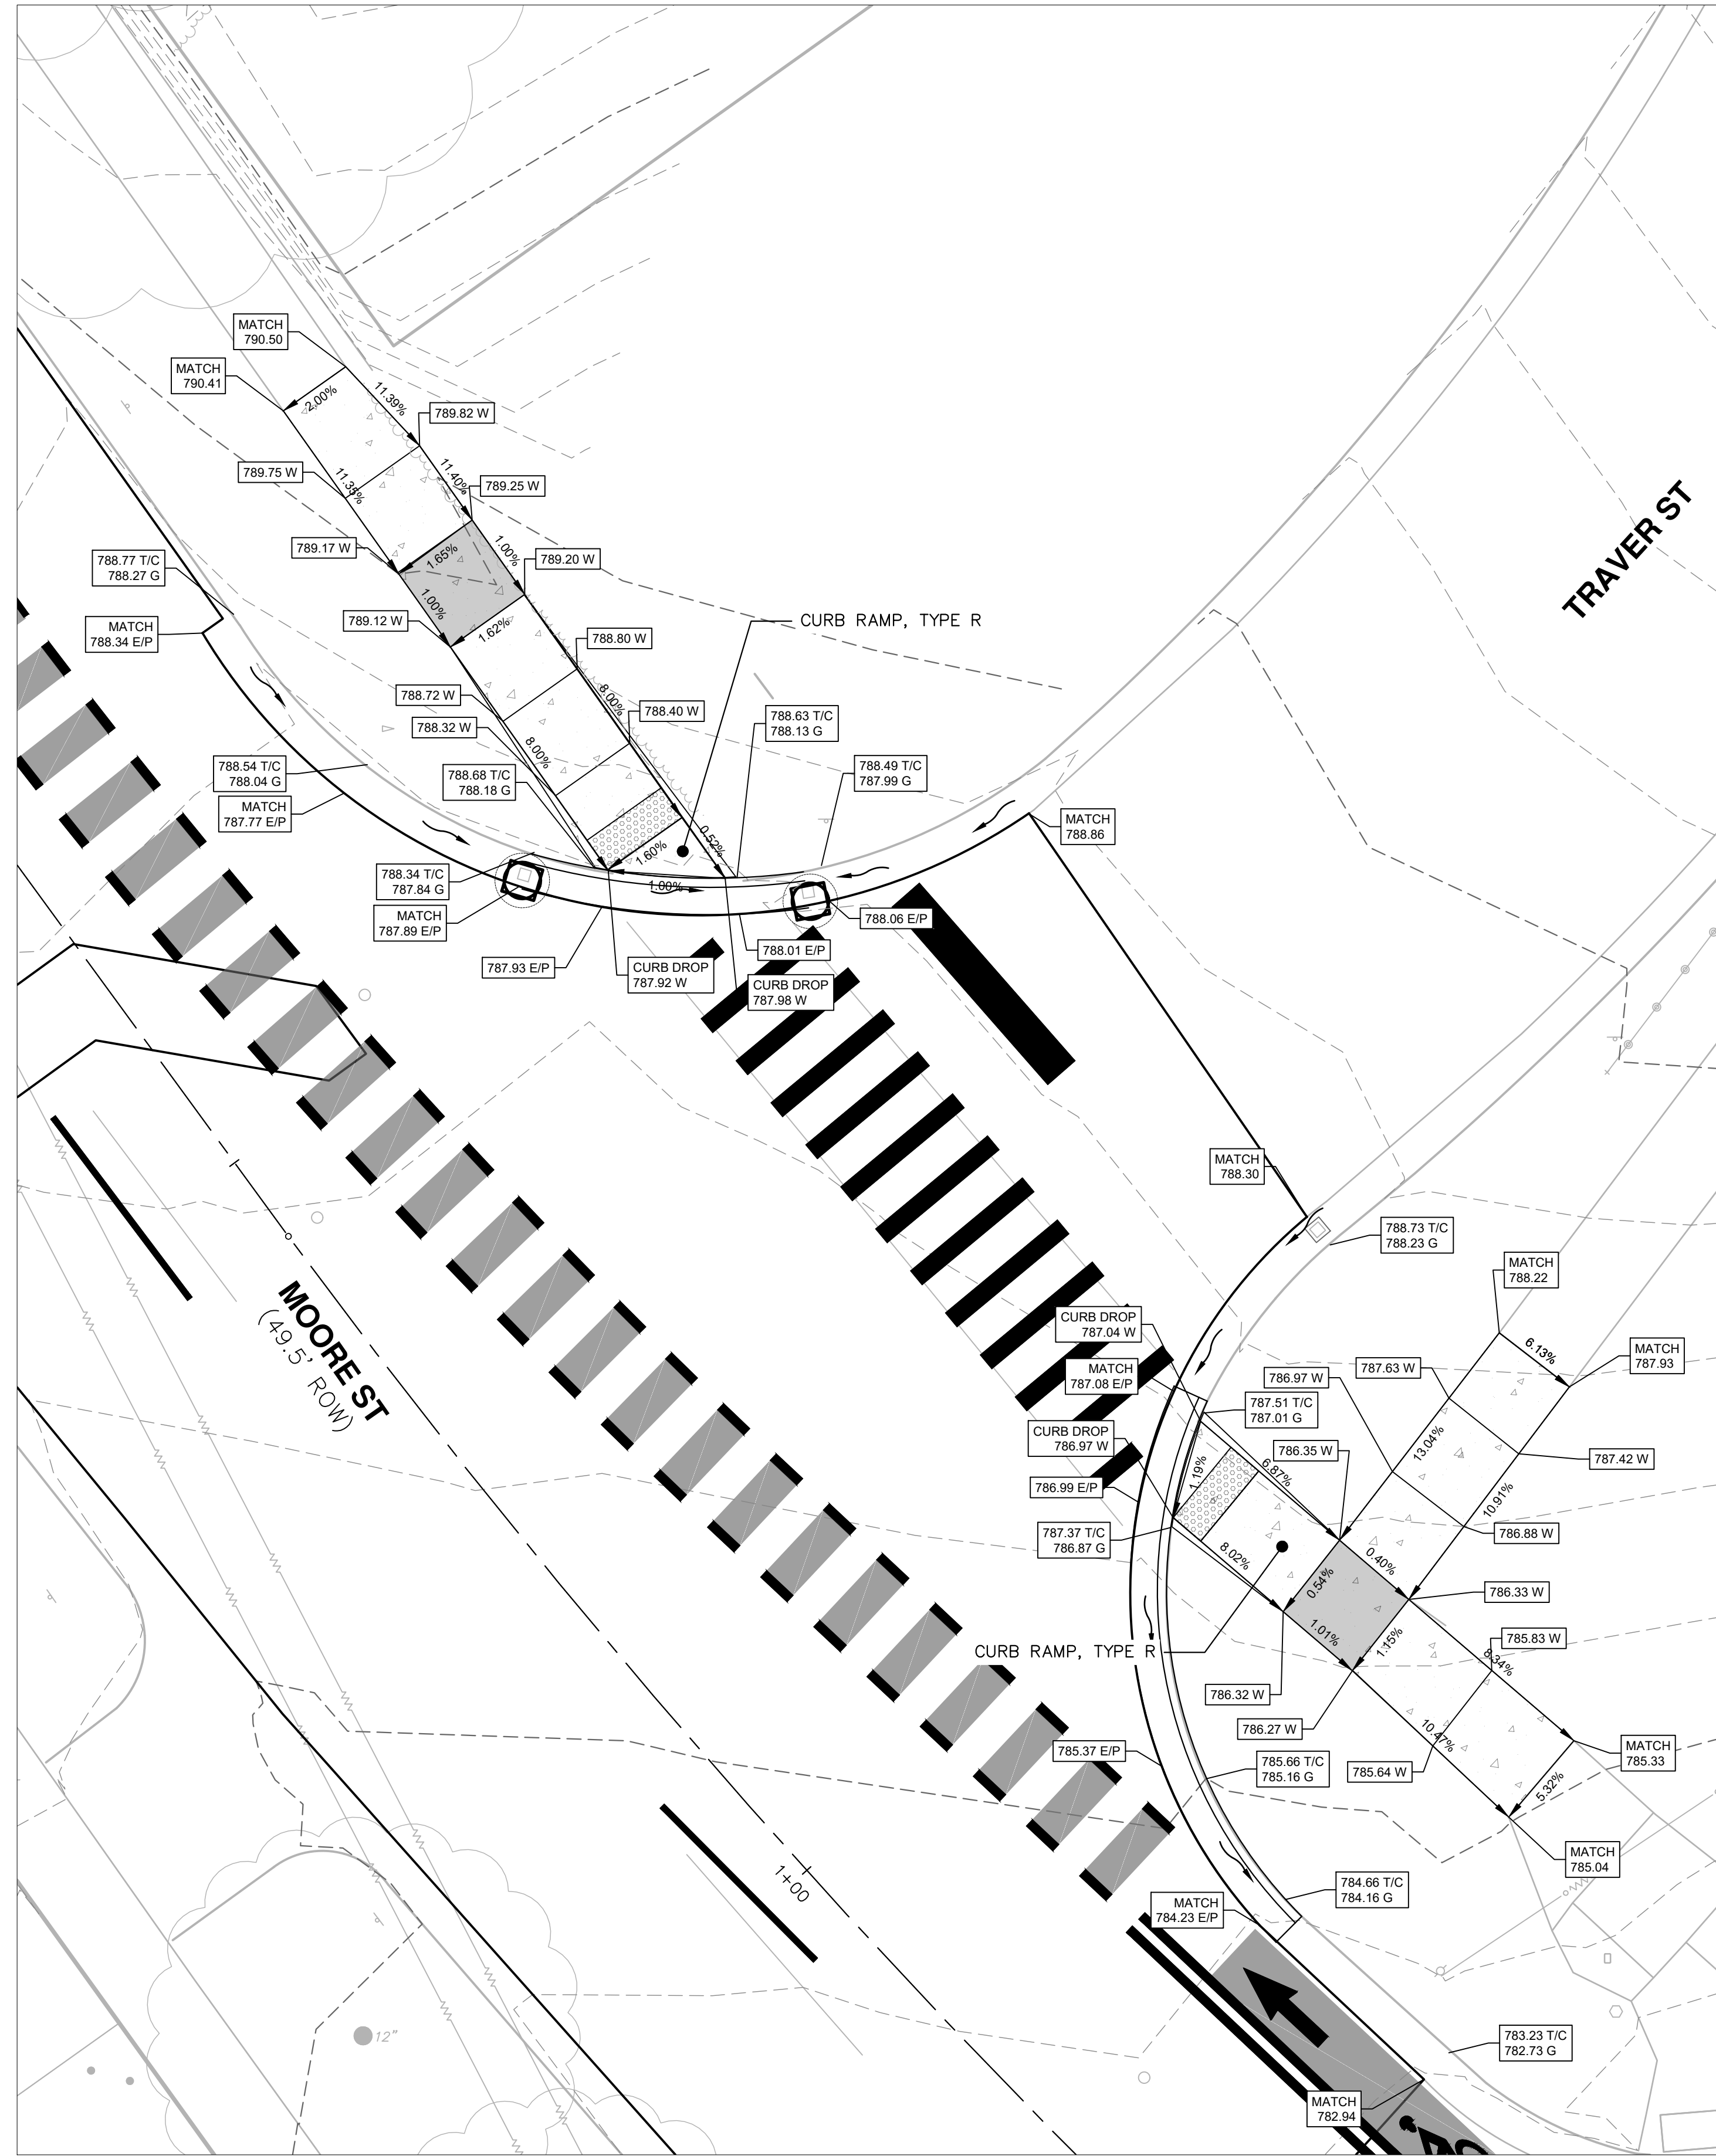 MATCH
790.50
MATCH
790.41
2.00%
11.39%
789.82 W
789.75 W
11.35%
11.40%
789.25 W
789.17 W
1.65%
1.00%
789.20 W
788.77 T/C
788.27 G
MATCH
788.34 E/P
1.00%
789.12 W
1.62%
CURB RAMP, TYPE R
TRAVER ST
788.80 W
788.72 W
8.00%
788.40 W
788.32 W
788.63 T/C
788.13 G
8.00%
788.54 T/C
788.04 G
788.68 T/C
788.18 G
788.49 T/C
787.99 G
MATCH
787.77 E/P
MATCH
788.86
0.52%
1.60%
788.34 T/C
787.84 G
1.00%
MATCH
787.89 E/P
788.06 E/P
788.01 E/P
787.93 E/P
CURB DROP
787.92 W
CURB DROP
787.98 W
MATCH
788.30
788.73 T/C
788.23 G
MATCH
788.22
MOORE ST
(49.5' ROW)
CURB DROP
787.04 W
6.13%
MATCH
787.93
MATCH
787.08 E/P
786.97 W
787.63 W
787.51 T/C
787.01 G
CURB DROP
786.97 W
786.35 W
13.04%
787.42 W
1.19%
6.87%
786.99 E/P
10.91%
787.37 T/C
786.87 G
786.88 W
8.02%
0.40%
0.54%
786.33 W
1.01%
1.15%
785.83 W
CURB RAMP, TYPE R
8.34%
786.32 W
786.27 W
10.47%
785.37 E/P
785.66 T/C
785.16 G
785.64 W
MATCH
785.33
5.32%
MATCH
785.04
1+00
784.66 T/C
784.16 G
MATCH
784.23 E/P
12"
783.23 T/C
782.73 G
MATCH
782.94